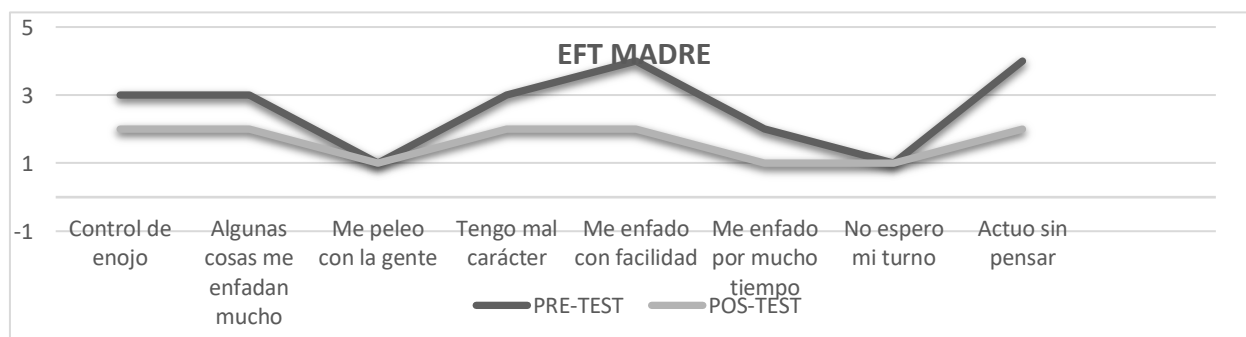 EFT MADRE
5
3
1
-1
Control de
enojo
Algunas
cosas me
enfadan
mucho
Me peleo
con la gente
Tengo mal
carácter
Me enfado
con facilidad
Me enfado
por mucho
tiempo
No espero
mi turno
Actuo sin
pensar
PRE-TEST
POS-TEST